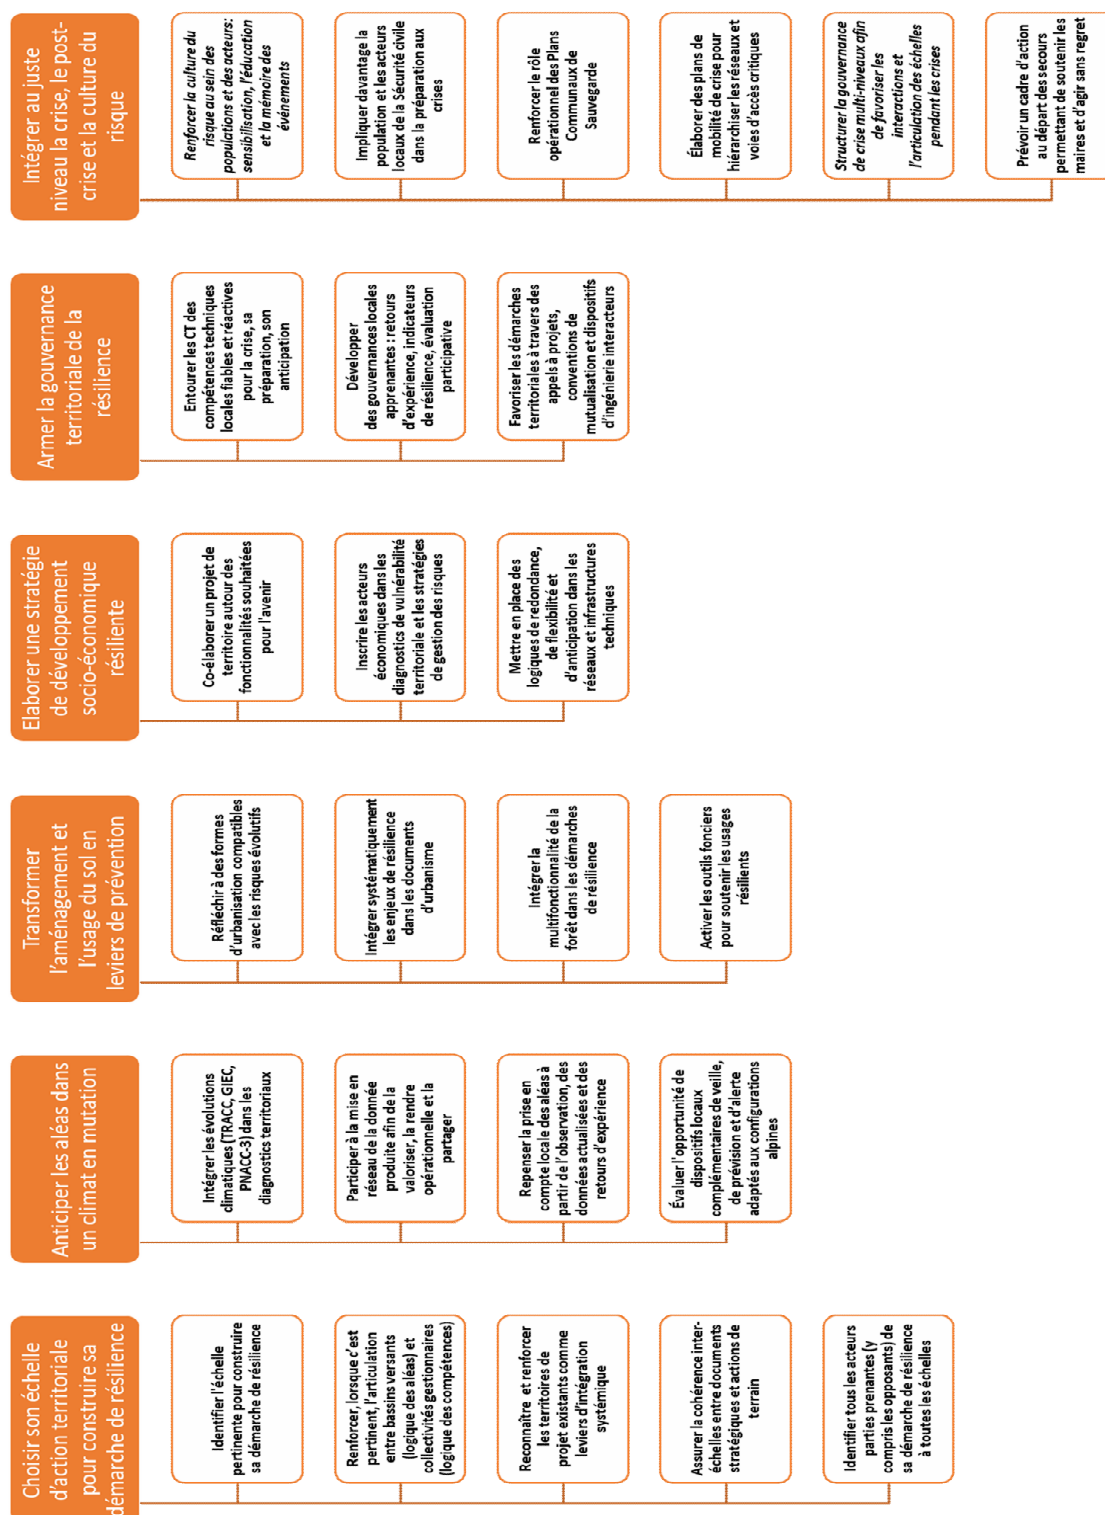 Choisir son échelle
d'action territoriale
pour construire sa
démarche de résilience
Identifier l'échelle
pertinente pour construire
sa démarche de résilience
Renforcer, lorsque c'est
pertinent, l'articulation
entre bassins versants
(logique des aléas) et
collectivités gestionnaires
(logique des compétences)
Reconnaître et renforcer
les territoires de
projet existants comme
leviers d'intégration
systémique
Assurer la cohérence inter-
échelles entre documents
stratégiques et actions de
terrain
Identifier tous les acteurs
parties prenantes (y
compris les opposants) de
sa démarche de résilience
à toutes les échelles
Anticiper les aléas dans
un climat en mutation
Intégrer les évolutions
climatiques (TRACC, GIEC,
PNACC-3) dans les
diagnostics territoriaux
Participer à la mise en
réseau de la donnée
produite afin de la
valoriser, la rendre
opérationnelle et la
partager
Repenser la prise en
compte locale des aléas à
partir de l'observation, des
données actualisées et des
retours d'expérience
Évaluer l'opportunité de
dispositifs locaux
complémentaires de veille,
de prévision et d'alerte
adaptés aux configurations
alpines
Transformer
l'aménagement et
l'usage du sol en
leviers de prévention
Réfléchir à des formes
d'urbanisation compatibles
avec les risques évolutifs
Intégrer systématiquement
les enjeux de résilience
dans les documents
d'urbanisme
Intégrer la
multifonctionnalité de la
forêt dans les démarches
de résilience
Activer les outils fonciers
pour soutenir les usages
résilients
Elaborer une stratégie
de développement
socio-économique
résiliente
Co-élaborer un projet de
territoire autour des
fonctionnalités souhaitées
pour l'avenir
Inscrire les acteurs
économiques dans les
diagnostics de vulnérabilité
territoriale et les stratégies
de gestion des risques
Mettre en place des
logiques de redondance,
de flexibilité et
d'anticipation dans les
réseaux et infrastructures
techniques
Armer la gouvernance
territoriale de la
résilience
Entourer les CT des
compétences techniques
locales fiables et réactives
pour la crise, sa
préparation, son
anticipation
Développer
des gouvernances locales
apprenantes : retours
d'expérience, indicateurs
de résilience, évaluation
participative
Favoriser les démarches
territoriales à travers des
appels à projets,
conventions de
mutualisation et dispositifs
d'ingénierie interacteurs
Intégrer au juste
niveau la crise, le post-
crise et la culture du
risque
Renforcer la culture du
risque au sein des
populations et des acteurs:
sensibilisation, l'éducation
et la mémoire des
événements
Impliquer davantage la
population et les acteurs
locaux de la Sécurité civile
dans la préparation aux
crises
Renforcer le rôle
opérationnel des Plans
Communaux de
Sauvegarde
Élaborer des plans de
mobilité de crise pour
hiérarchiser les réseaux et
voies d'accès critiques
Structurer la gouvernance
de crise multi-niveaux afin
de favoriser les
interactions et
l'articulation des échelles
pendant les crises
Prévoir un cadre d'action
au départ des secours
permettant de soutenir les
maires et d'agir sans regret